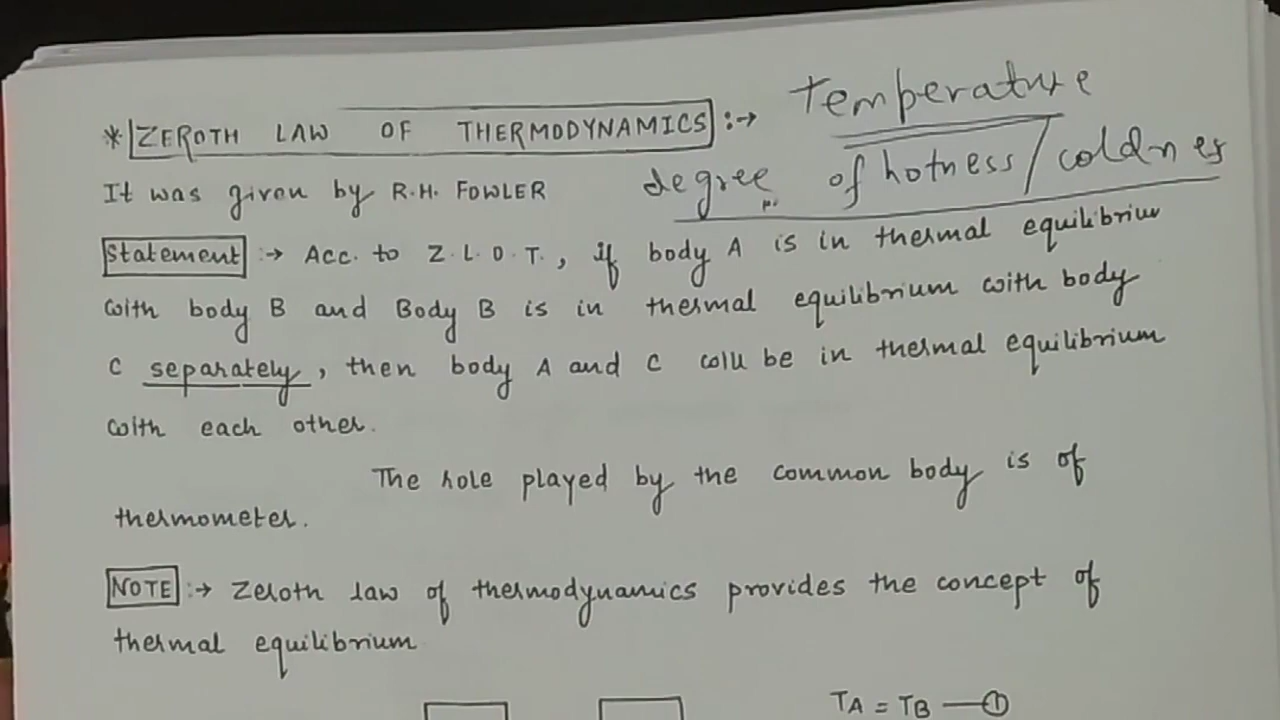 * ZEROTH LAW OF THERMODYNAMICS :→ Temperature
It was given by R.H. FOWLER degree of hotness/coldness
Statement :→ Acc. to Z.L.O.T., if body A is in thermal equilibrium
with body B and Body B is in thermal equilibrium with body
C separately, then body A and C will be in thermal equilibrium
with each other.
The role played by the common body is of
thermometer.
NOTE :→ Zeroth law of thermodynamics provides the concept of
thermal equilibrium
TA = TB —①